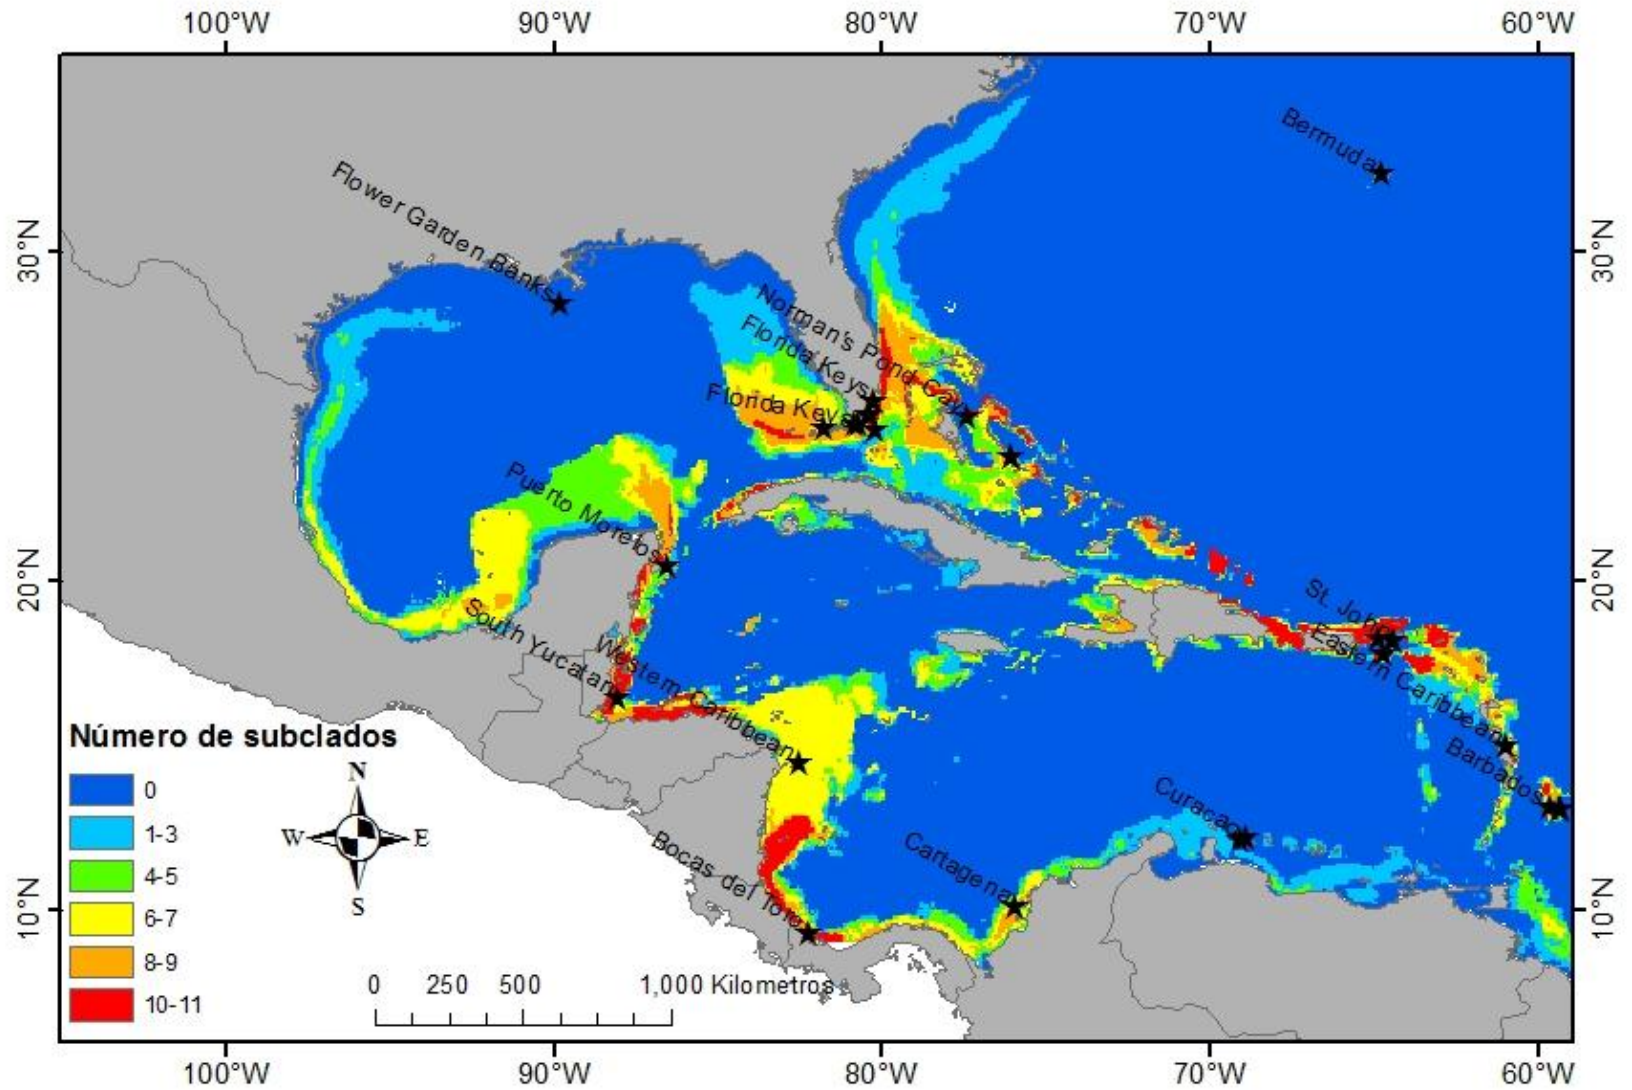 100°W 90°W 80°W 70°W 60°W
Bermuda
Flower Garden Banks
30°N 30°N
Norman's Pond Cay
Florida Keys
Florida Keys
Puerto Morelos
20°N 20°N
St. John
South Yucatan
Eastern Caribbean
Western Caribbean
Número de subclados
Barbados
N
0
Curacao
1-3
W E
Bocas del Toro
Cartagena
4-5
S
10°N 10°N
6-7
8-9
0 250 500 1,000 Kilometros
10-11
100°W 90°W 80°W 70°W 60°W